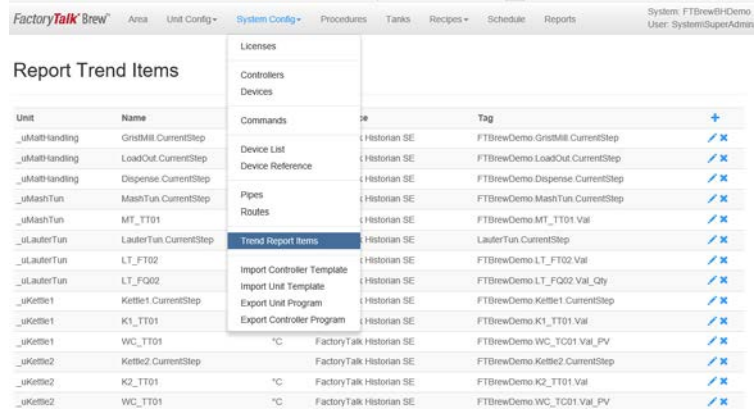 FactoryTalk Brew™ Area Unit Config System Config Procedures Tanks Recipes Schedule Reports
System: FTBrewBHDemo
User: System\SuperAdmin
Report Trend Items
Licenses
Controllers
Devices
Commands
Device List
Device Reference
Pipes
Routes
Trend Report Items
Import Controller Template
Import Unit Template
Export Unit Program
Export Controller Program
Unit Name Tag +
_uMaltHandling GristMill.CurrentStep Historian SE FTBrewDemo.GristMill.CurrentStep
_uMaltHandling LoadOut.CurrentStep Historian SE FTBrewDemo.LoadOut.CurrentStep
_uMaltHandling Dispense.CurrentStep Historian SE FTBrewDemo.Dispense.CurrentStep
_uMashTun MashTun.CurrentStep Historian SE FTBrewDemo.MashTun.CurrentStep
_uMashTun MT_TT01 Historian SE FTBrewDemo.MT_TT01.Val
_uLauterTun LauterTun.CurrentStep Historian SE LauterTun.CurrentStep
_uLauterTun LT_FT02 Historian SE FTBrewDemo.LT_FT02.Val
_uLauterTun LT_FQ02 Historian SE FTBrewDemo.LT_FQ02.Val_Qty
_uKettle1 Kettle1.CurrentStep Historian SE FTBrewDemo.Kettle1.CurrentStep
_uKettle1 K1_TT01 Historian SE FTBrewDemo.K1_TT01.Val
_uKettle1 WC_TT01 °C FactoryTalk Historian SE FTBrewDemo.WC_TC01.Val_PV
_uKettle2 Kettle2.CurrentStep FactoryTalk Historian SE FTBrewDemo.Kettle2.CurrentStep
_uKettle2 K2_TT01 °C FactoryTalk Historian SE FTBrewDemo.K2_TT01.Val
_uKettle2 WC_TT01 °C FactoryTalk Historian SE FTBrewDemo.WC_TC01.Val_PV